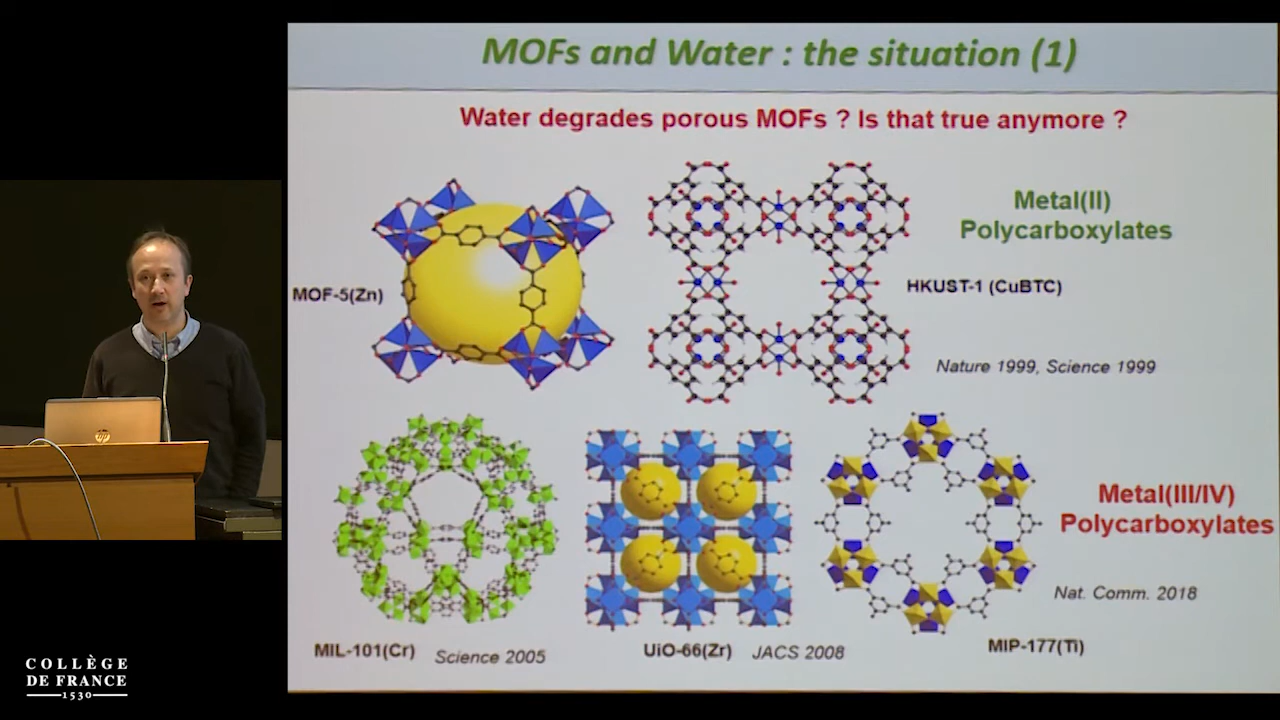 MOFs and Water : the situation (1)
Water degrades porous MOFs ? Is that true anymore ?
Metal(II)
Polycarboxylates
MOF-5(Zn)
HKUST-1 (CuBTC)
Nature 1999, Science 1999
Metal(III/IV)
Polycarboxylates
Nat. Comm. 2018
MIL-101(Cr)
Science 2005
UiO-66(Zr)
JACS 2008
MIP-177(Ti)
hp
COLLÈGE
DE FRANCE
1530